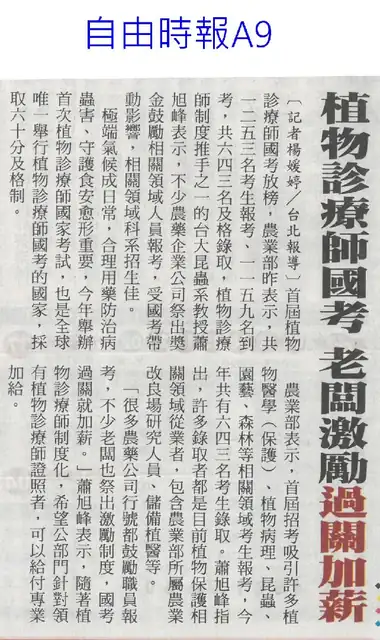 自由時報A9
植物診療師國考 老闆激勵過關加薪
〔記者楊媛婷/台北報導〕首屆植物
診療師國考放榜,農業部昨表示,共
一二五三名考生報考、一一五九名到
考,共六四三名及格錄取,植物診療
師制度推手之一的台大昆蟲系教授蕭
旭峰表示,不少農藥企業公司祭出獎
金鼓勵相關領域人員報考,受國考帶
動影響,相關領域科系招生佳。
極端氣候成日常,合理用藥防治病
蟲害、守護食安愈形重要,今年舉辦
首次植物診療師國家考試,也是全球
唯一舉行植物診療師國考的國家,採
取六十分及格制。
農業部表示,首屆招考吸引許多植
物醫學(保護)、植物病理、昆蟲、
園藝、森林等相關領域考生報考,今
年共有六四三名考生錄取。蕭旭峰指
出,許多錄取者都是目前植物保護相
關領域從業者,包含農業部所屬農業
改良場研究人員、儲備植醫等。
「很多農藥公司行號都鼓勵職員報
考,不少老闆也祭出激勵制度,國考
過關就加薪。」蕭旭峰表示,隨著植
物診療師制度化,希望公部門針對領
有植物診療師證照者,可以給付專業
加給。